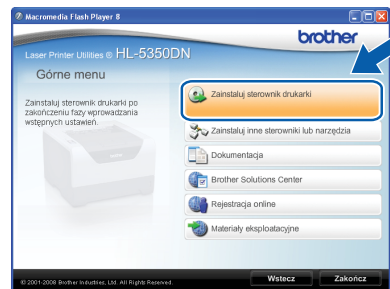 Macromedia Flash Player 8
brother
Laser Printer Utilities ® HL-5350DN
Górne menu
Zainstaluj sterownik drukarki po
zakończeniu fazy wprowadzania
wstępnych ustawień.
Zainstaluj sterownik drukarki
Zainstaluj inne sterowniki lub narzędzia
Dokumentacja
Brother Solutions Center
Rejestracja online
Materiały eksploatacyjne
© 2001-2008 Brother Industries, Ltd. All Rights Reserved.
Wstecz
Zakończ